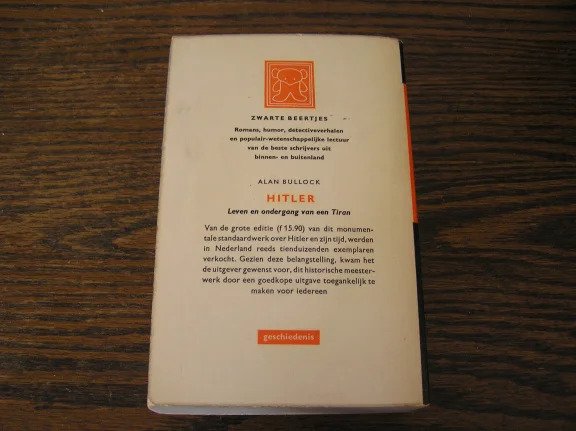 ZWARTE BEERTJES
Romans, humor, detectiveverhalen
en populair-wetenschappelijke lectuur
van de beste schrijvers uit
binnen- en buitenland
ALAN BULLOCK
HITLER
Leven en ondergang van een Tiran
Van de grote editie (f 15.90) van dit monumen-
tale standaardwerk over Hitler en zijn tijd, werden
in Nederland reeds tienduizenden exemplaren
verkocht. Gezien deze belangstelling, kwam het
de uitgever gewenst voor, dit historische meester-
werk door een goedkope uitgave toegankelijk te
maken voor iedereen
geschiedenis